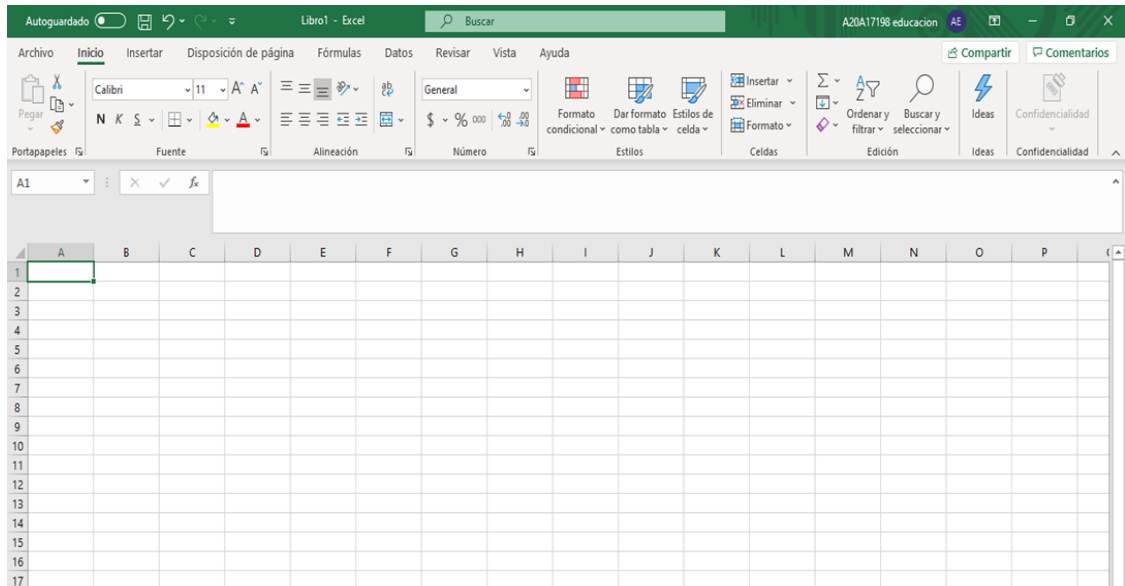 Autoguardado Libro1 - Excel Buscar A20A17198 educacion AE
Archivo Inicio Insertar Disposición de página Fórmulas Datos Revisar Vista Ayuda Compartir Comentarios
Pegar
Calibri 11 A A
N K S A
ab
General
$ % 000
Formato condicional
Dar formato como tabla
Estilos de celda
Insertar
Eliminar
Formato
Ordenar y filtrar
Buscar y seleccionar
Ideas
Confidencialidad
Portapapeles Fuente Alineación Número Estilos Celdas Edición Ideas Confidencialidad
A1 fx
A B C D E F G H I J K L M N O P
1
2
3
4
5
6
7
8
9
10
11
12
13
14
15
16
17